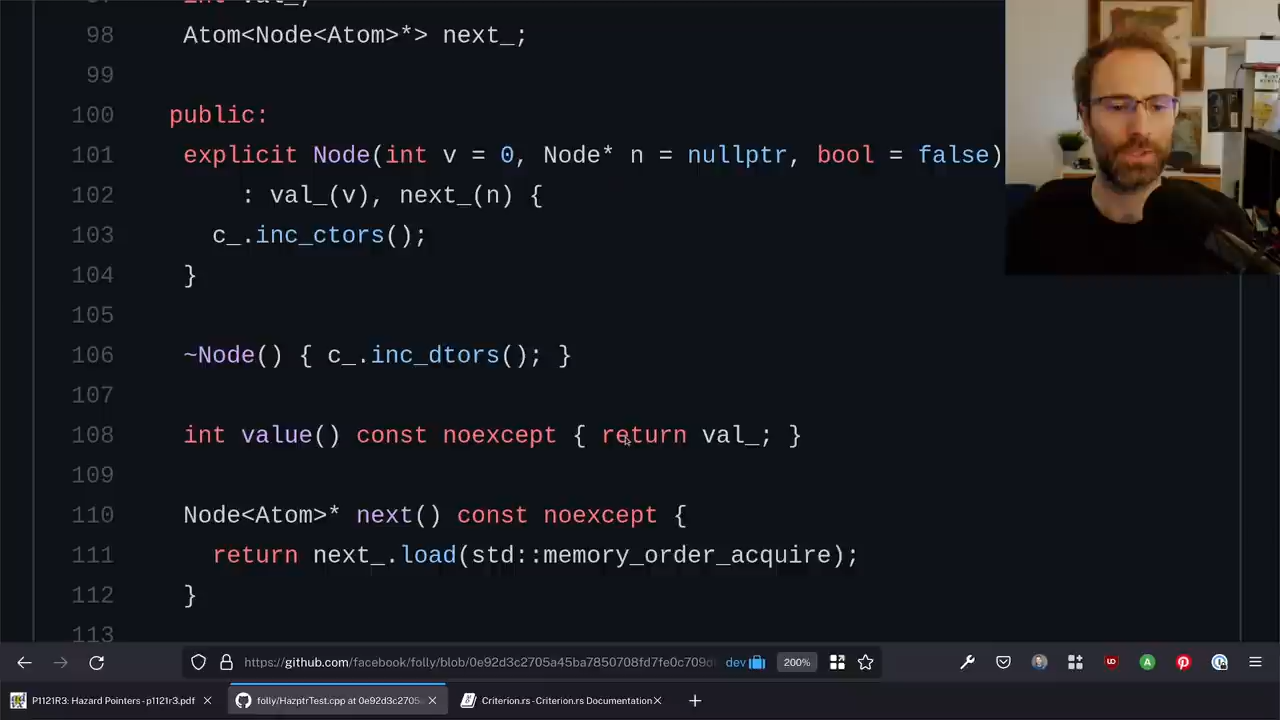 98 Atom<Node<Atom>*> next_;
99
100 public:
101 explicit Node(int v = 0, Node* n = nullptr, bool = false)
102 : val_(v), next_(n) {
103 c_.inc_ctors();
104 }
105
106 ~Node() { c_.inc_dtors(); }
107
108 int value() const noexcept { return val_; }
109
110 Node<Atom>* next() const noexcept {
111 return next_.load(std::memory_order_acquire);
112 }
113
https://github.com/facebook/folly/blob/0e92d3c2705a45ba7850708fd7fe0c709d dev 200%
P1121R3: Hazard Pointers - p1121r3.pdf folly/HazptrTest.cpp at 0e92d3c2705 Criterion.rs - Criterion.rs Documentation